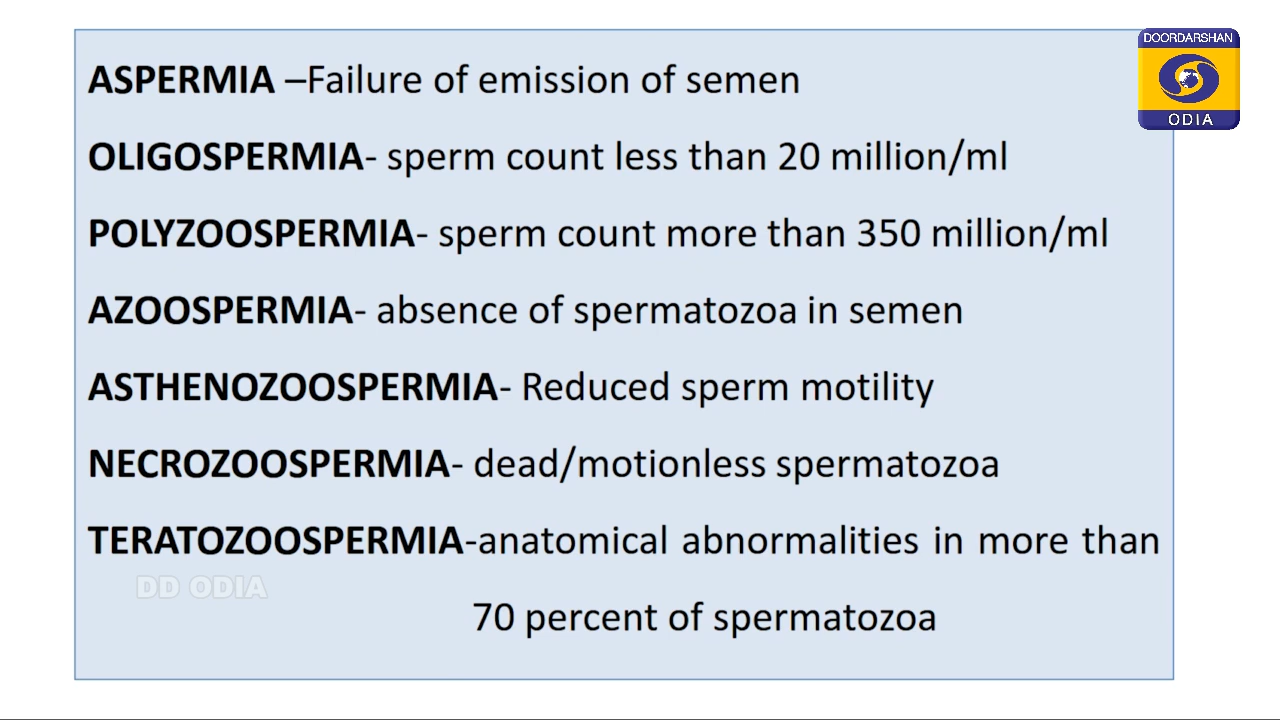 DOORDARSHAN
ODIA
ASPERMIA –Failure of emission of semen
OLIGOSPERMIA- sperm count less than 20 million/ml
POLYZOOSPERMIA- sperm count more than 350 million/ml
AZOOSPERMIA- absence of spermatozoa in semen
ASTHENOZOOSPERMIA- Reduced sperm motility
NECROZOOSPERMIA- dead/motionless spermatozoa
TERATOZOOSPERMIA-anatomical abnormalities in more than
DD ODIA
70 percent of spermatozoa